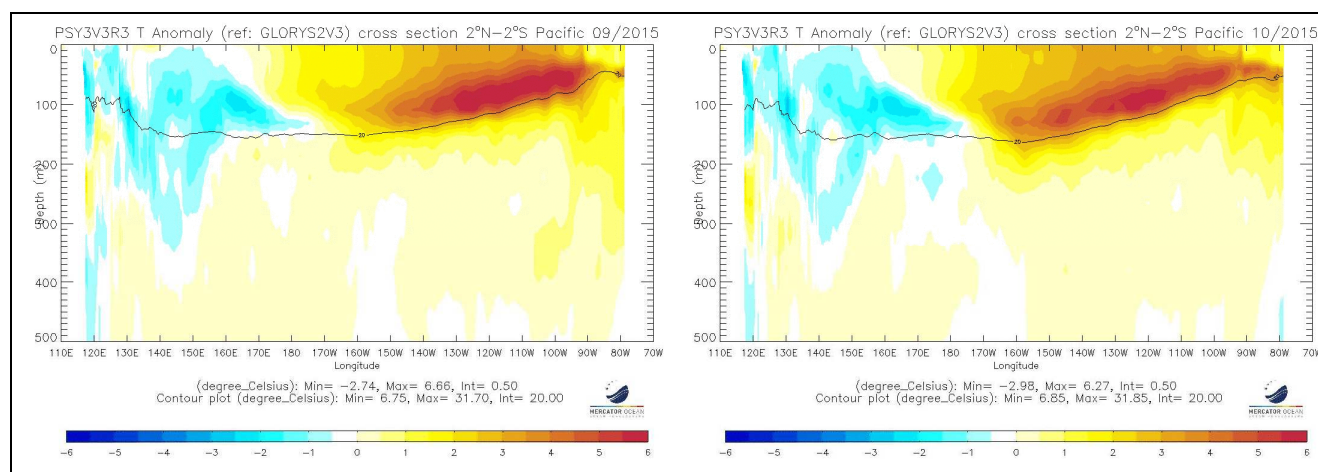 PSY3V3R3 T Anomaly (ref: GLORYS2V3) cross section 2°N-2°S Pacific 09/2015
0
100
200
300
400
500
Depth (m)
20
20
110E 120E 130E 140E 150E 160E 170E 180 170W 160W 150W 140W 130W 120W 110W 100W 90W 80W 70W
Longitude
(degree_Celsius): Min= -2.74, Max= 6.66, Int= 0.50
Contour plot (degree_Celsius): Min= 6.75, Max= 31.70, Int= 20.00
MERCATOR OCEAN
-6 -5 -4 -3 -2 -1 0 1 2 3 4 5 6
PSY3V3R3 T Anomaly (ref: GLORYS2V3) cross section 2°N-2°S Pacific 10/2015
0
100
200
300
400
500
Depth (m)
20
110E 120E 130E 140E 150E 160E 170E 180 170W 160W 150W 140W 130W 120W 110W 100W 90W 80W 70W
Longitude
(degree_Celsius): Min= -2.98, Max= 6.27, Int= 0.50
Contour plot (degree_Celsius): Min= 6.85, Max= 31.85, Int= 20.00
MERCATOR OCEAN
-6 -5 -4 -3 -2 -1 0 1 2 3 4 5 6